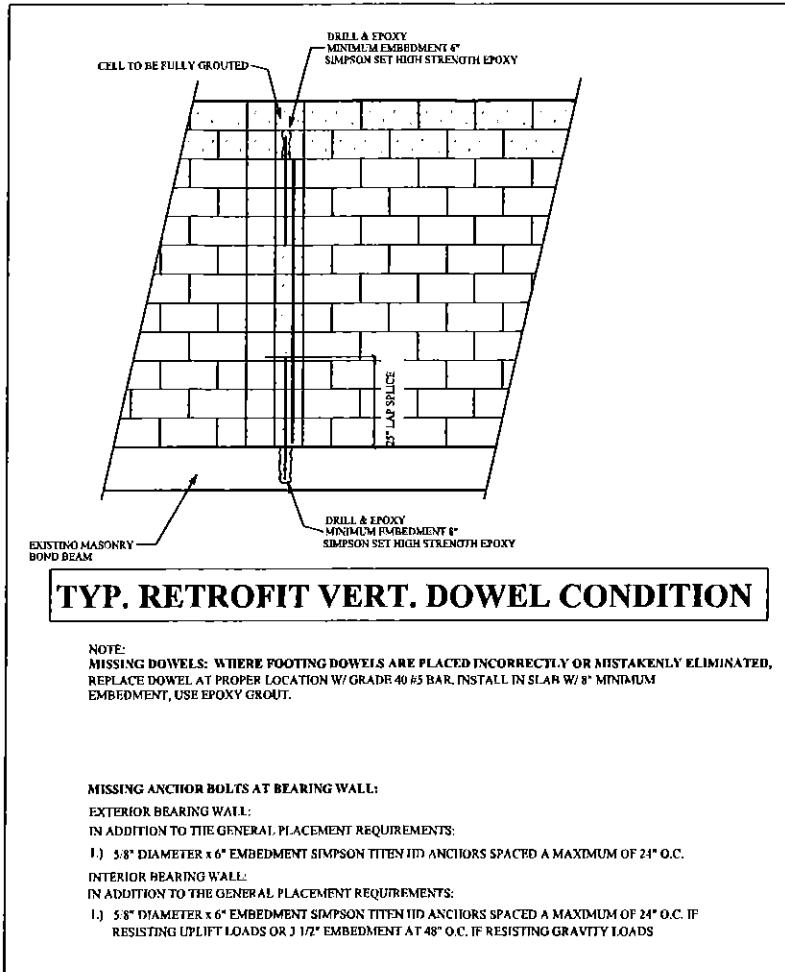 DRILL & EPOXY
MINIMUM EMBEDMENT 6"
SIMPSON SET HIGH STRENGTH EPOXY
CELL TO BE FULLY GROUTED
25" LAP SPLICE
DRILL & EPOXY
MINIMUM EMBEDMENT 8"
SIMPSON SET HIGH STRENGTH EPOXY
EXISTING MASONRY
BOND BEAM
TYP. RETROFIT VERT. DOWEL CONDITION
NOTE:
MISSING DOWELS: WHERE FOOTING DOWELS ARE PLACED INCORRECTLY OR MISTAKENLY ELIMINATED,
REPLACE DOWEL AT PROPER LOCATION W/ GRADE 40 #5 BAR. INSTALL IN SLAB W/ 8" MINIMUM
EMBEDMENT, USE EPOXY GROUT.
MISSING ANCHOR BOLTS AT BEARING WALL:
EXTERIOR BEARING WALL:
IN ADDITION TO THE GENERAL PLACEMENT REQUIREMENTS:
1.) 5/8" DIAMETER x 6" EMBEDMENT SIMPSON TITEN HD ANCHORS SPACED A MAXIMUM OF 24" O.C.
INTERIOR BEARING WALL:
IN ADDITION TO THE GENERAL PLACEMENT REQUIREMENTS:
1.) 5/8" DIAMETER x 6" EMBEDMENT SIMPSON TITEN HD ANCHORS SPACED A MAXIMUM OF 24" O.C. IF
RESISTING UPLIFT LOADS OR 3 1/2" EMBEDMENT AT 48" O.C. IF RESISTING GRAVITY LOADS